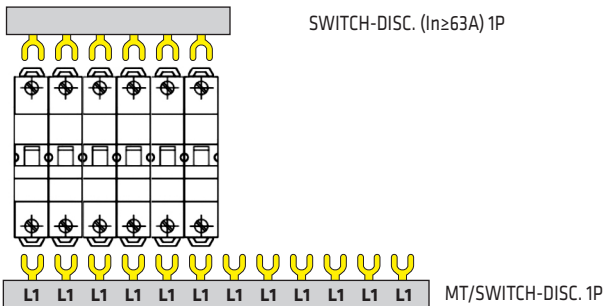 SWITCH-DISC. (In≥63A) 1P
L1 L1 L1 L1 L1 L1 L1 L1 L1 L1 L1 L1
MT/SWITCH-DISC. 1P